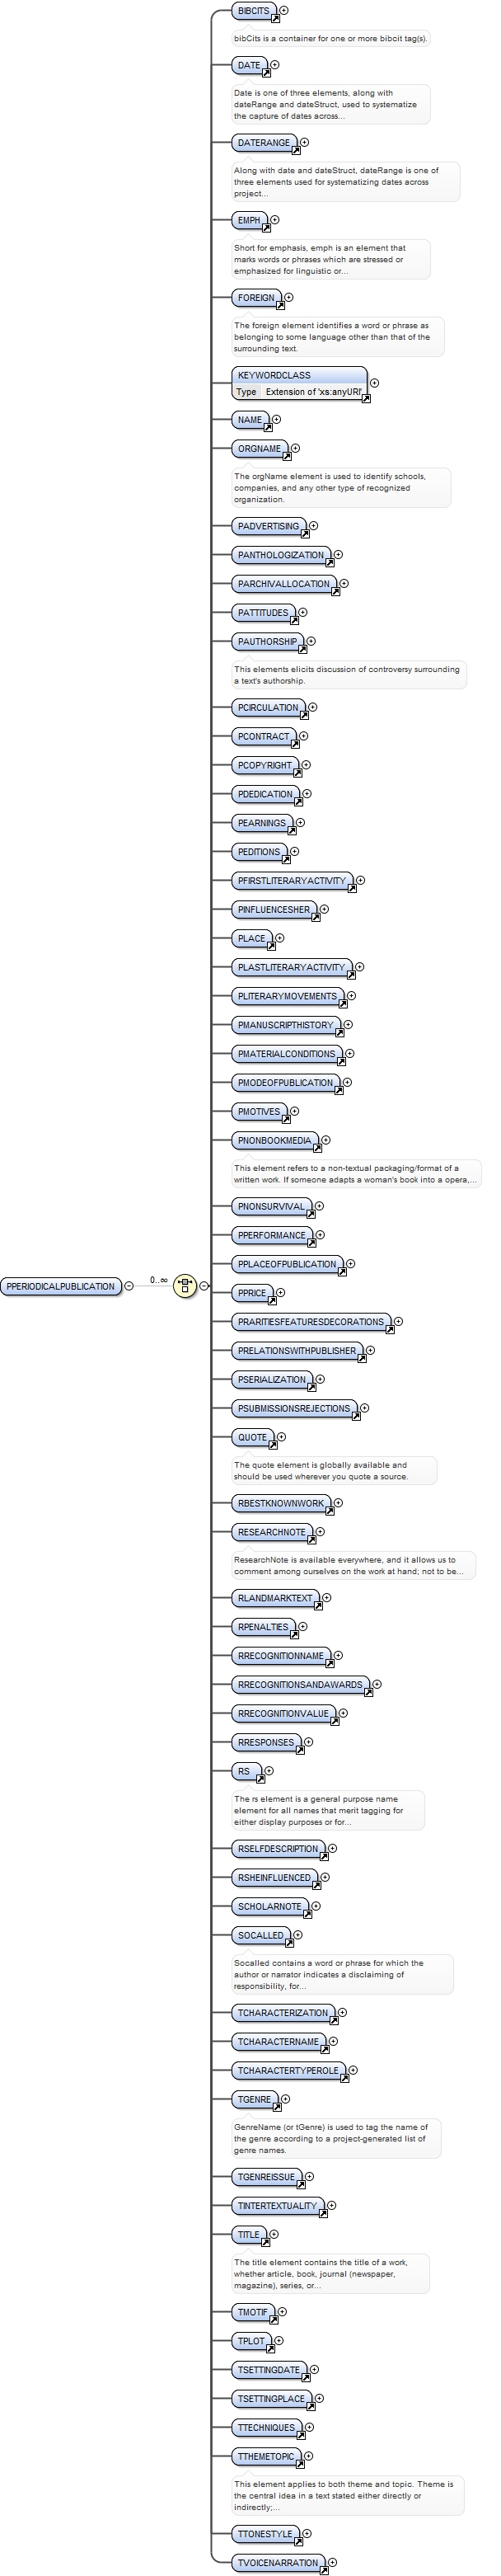 BIBCITS
bibCits is a container for one or more bibcit tag(s).
DATE
Date is one of three elements, along with
dateRange and dateStruct, used to systematize
the capture of dates across...
DATERANGE
Along with date and dateStruct, dateRange is one of
three elements used for systematizing dates across
project...
EMPH
Short for emphasis, emph is an element that
marks words or phrases which are stressed or
emphasized for linguistic or...
FOREIGN
The foreign element identifies a word or phrase as
belonging to some language other than that of the
surrounding text.
KEYWORDCLASS
Type Extension of 'xs:anyURI'
NAME
ORGNAME
The orgName element is used to identify schools,
companies, and any other type of recognized
organization.
PADVERTISING
PANTHOLOGIZATION
PARCHIVALLOCATION
PATTITUDES
PAUTHORSHIP
This elements elicits discussion of controversy surrounding
a text's authorship.
PCIRCULATION
PCONTRACT
PCOPYRIGHT
PDEDICATION
PEARNINGS
PEDITIONS
PFIRSTLITERARYACTIVITY
PINFLUENCESHER
PLACE
PLASTLITERARYACTIVITY
PLITERARYMOVEMENTS
PMANUSCRIPTHISTORY
PMATERIALCONDITIONS
PMODEOFPUBLICATION
PMOTIVES
PNONBOOKMEDIA
This element refers to a non-textual packaging/format of a
written work. If someone adapts a woman's book into a opera,...
PNONSURVIVAL
PPERFORMANCE
PPLACEOFPUBLICATION
PPERIODICALPUBLICATION 0..∞
PPRICE
PRARITIESFEATURESDECORATIONS
PRELATIONSWITHPUBLISHER
PSERIALIZATION
PSUBMISSIONSREJECTIONS
QUOTE
The quote element is globally available and
should be used wherever you quote a source.
RBESTKNOWNWORK
RESEARCHNOTE
ResearchNote is available everywhere, and it allows us to
comment among ourselves on the work at hand; not to be...
RLANDMARKTEXT
RPENALTIES
RRECOGNITIONNAME
RRECOGNITIONSANDAWARDS
RRECOGNITIONVALUE
RRESPONSES
RS
The rs element is a general purpose name
element for all names that merit tagging for
either display purposes or for...
RSELFDESCRIPTION
RSHEINFLUENCED
SCHOLARNOTE
SOCALLED
Socalled contains a word or phrase for which the
author or narrator indicates a disclaiming of
responsibility, for...
TCHARACTERIZATION
TCHARACTERNAME
TCHARACTERTYPEROLE
TGENRE
GenreName (or tGenre) is used to tag the name of
the genre according to a project-generated list of
genre names.
TGENREISSUE
TINTERTEXTUALITY
TITLE
The title element contains the title of a work,
whether article, book, journal (newspaper,
magazine), series, or...
TMOTIF
TPLOT
TSETTINGDATE
TSETTINGPLACE
TTECHNIQUES
TTHEMETOPIC
This element applies to both theme and topic. Theme is
the central idea in a text stated either directly or
indirectly;...
TTONESTYLE
TVOICENARRATION